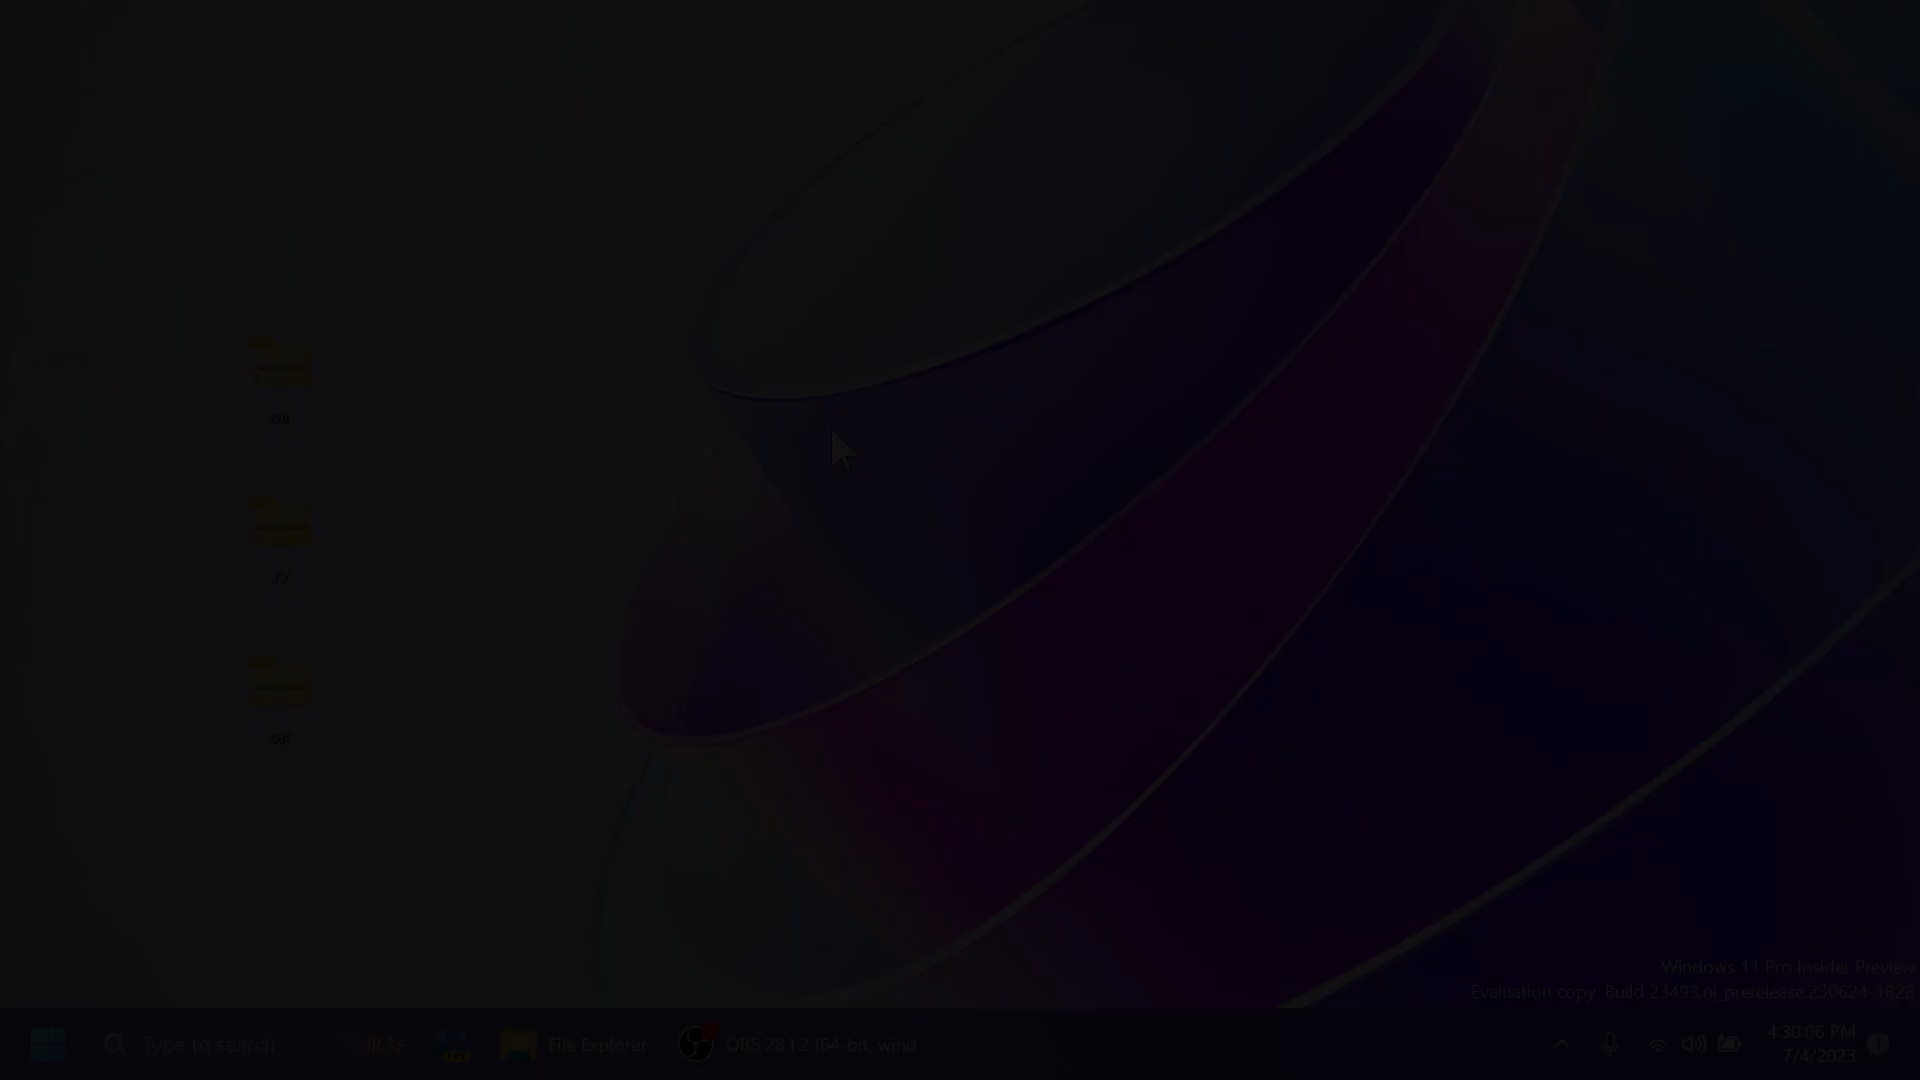 Windows 11 Pro Insider Preview
Evaluation copy. Build 23493.ni_prerelease.230624-1828
Type to search
PRE
File Explorer
OBS 28.1.2 (64-bit, wind
4:30:06 PM
7/4/2023